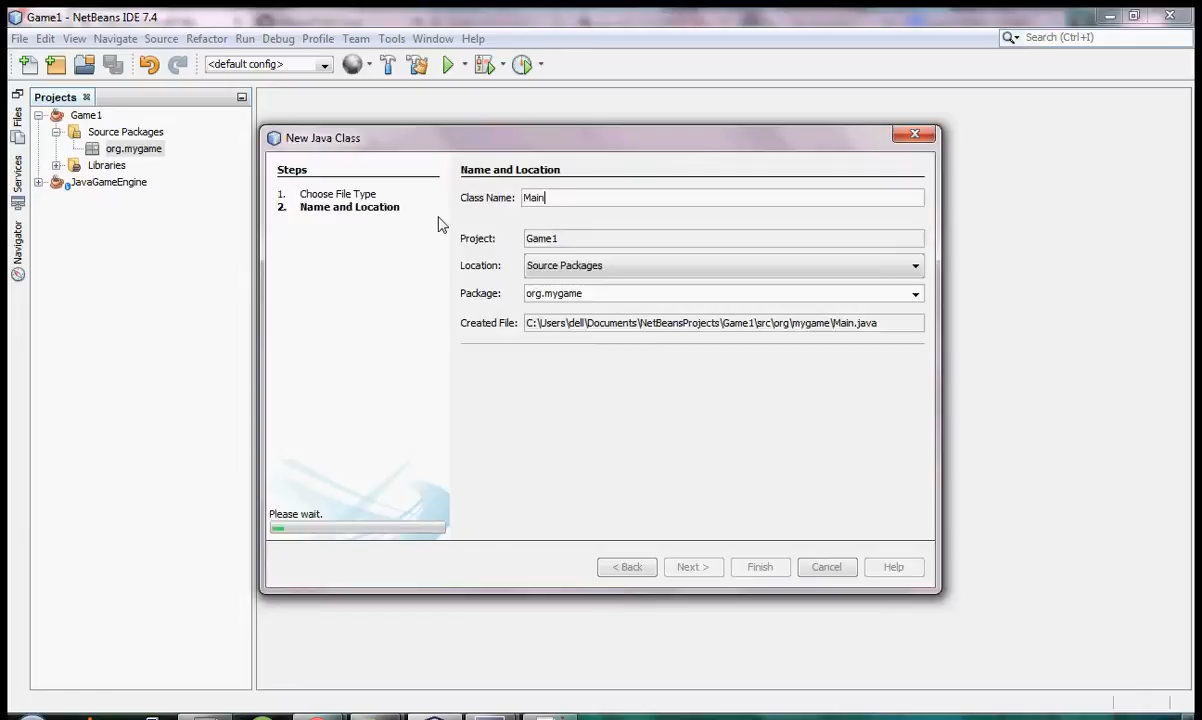 Game1 - NetBeans IDE 7.4
File Edit View Navigate Source Refactor Run Debug Profile Team Tools Window Help
Search (Ctrl+I)
<default config>
Projects
Files
Services
Navigator
Game1
Source Packages
org.mygame
Libraries
JavaGameEngine
New Java Class
Steps
1. Choose File Type
2. Name and Location
Please wait.
Name and Location
Class Name: Main
Project: Game1
Location: Source Packages
Package: org.mygame
Created File: C:\Users\dell\Documents\NetBeansProjects\Game1\src\org\mygame\Main.java
< Back Next > Finish Cancel Help